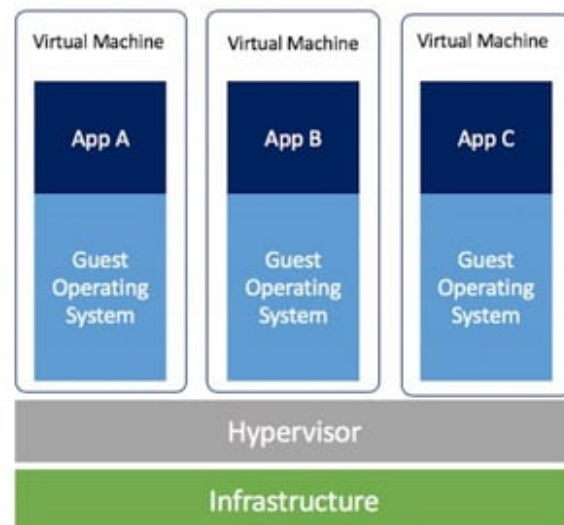 Virtual Machine
Virtual Machine
Virtual Machine
App A
App B
App C
Guest
Operating
System
Guest
Operating
System
Guest
Operating
System
Hypervisor
Infrastructure